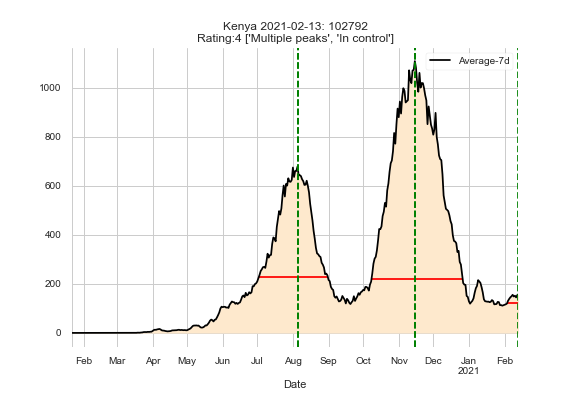 Kenya 2021-02-13: 102792
Rating:4 ['Multiple peaks', 'In control']
Average-7d
1000
800
600
400
200
0
Feb Mar Apr May Jun Jul Aug Sep Oct Nov Dec Jan Feb
2021
Date